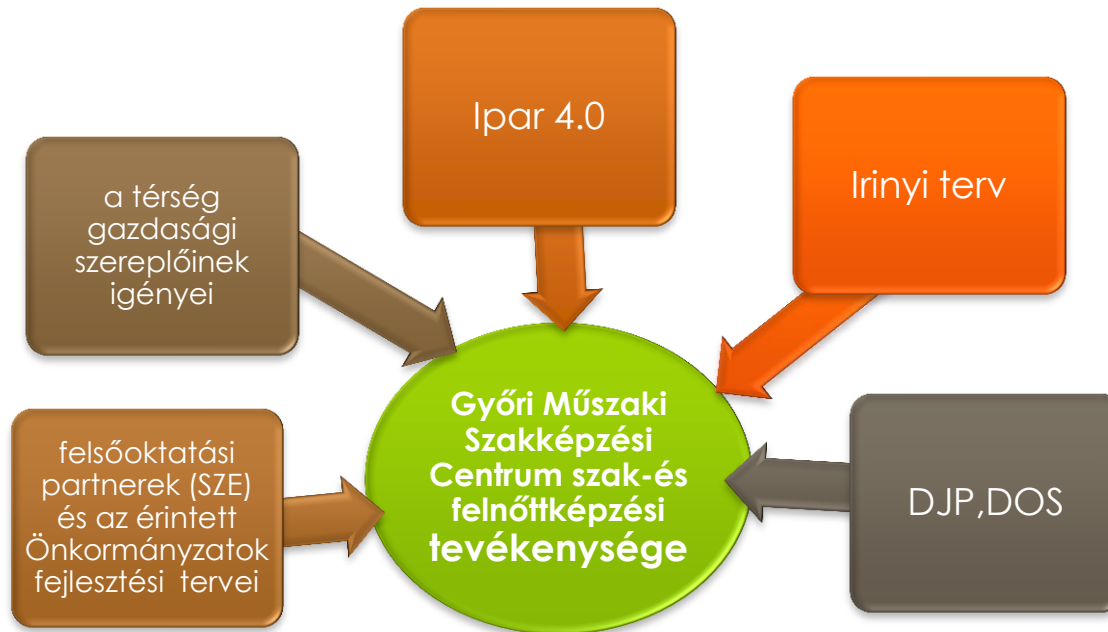 Ipar 4.0
Irinyi terv
a térség
gazdasági
szereplőinek
igényei
Győri Műszaki
Szakképzési
Centrum szak-és
felnőttképzési
tevékenysége
felsőoktatási
partnerek (SZE)
és az érintett
Önkormányzatok
fejlesztési tervei
DJP,DOS